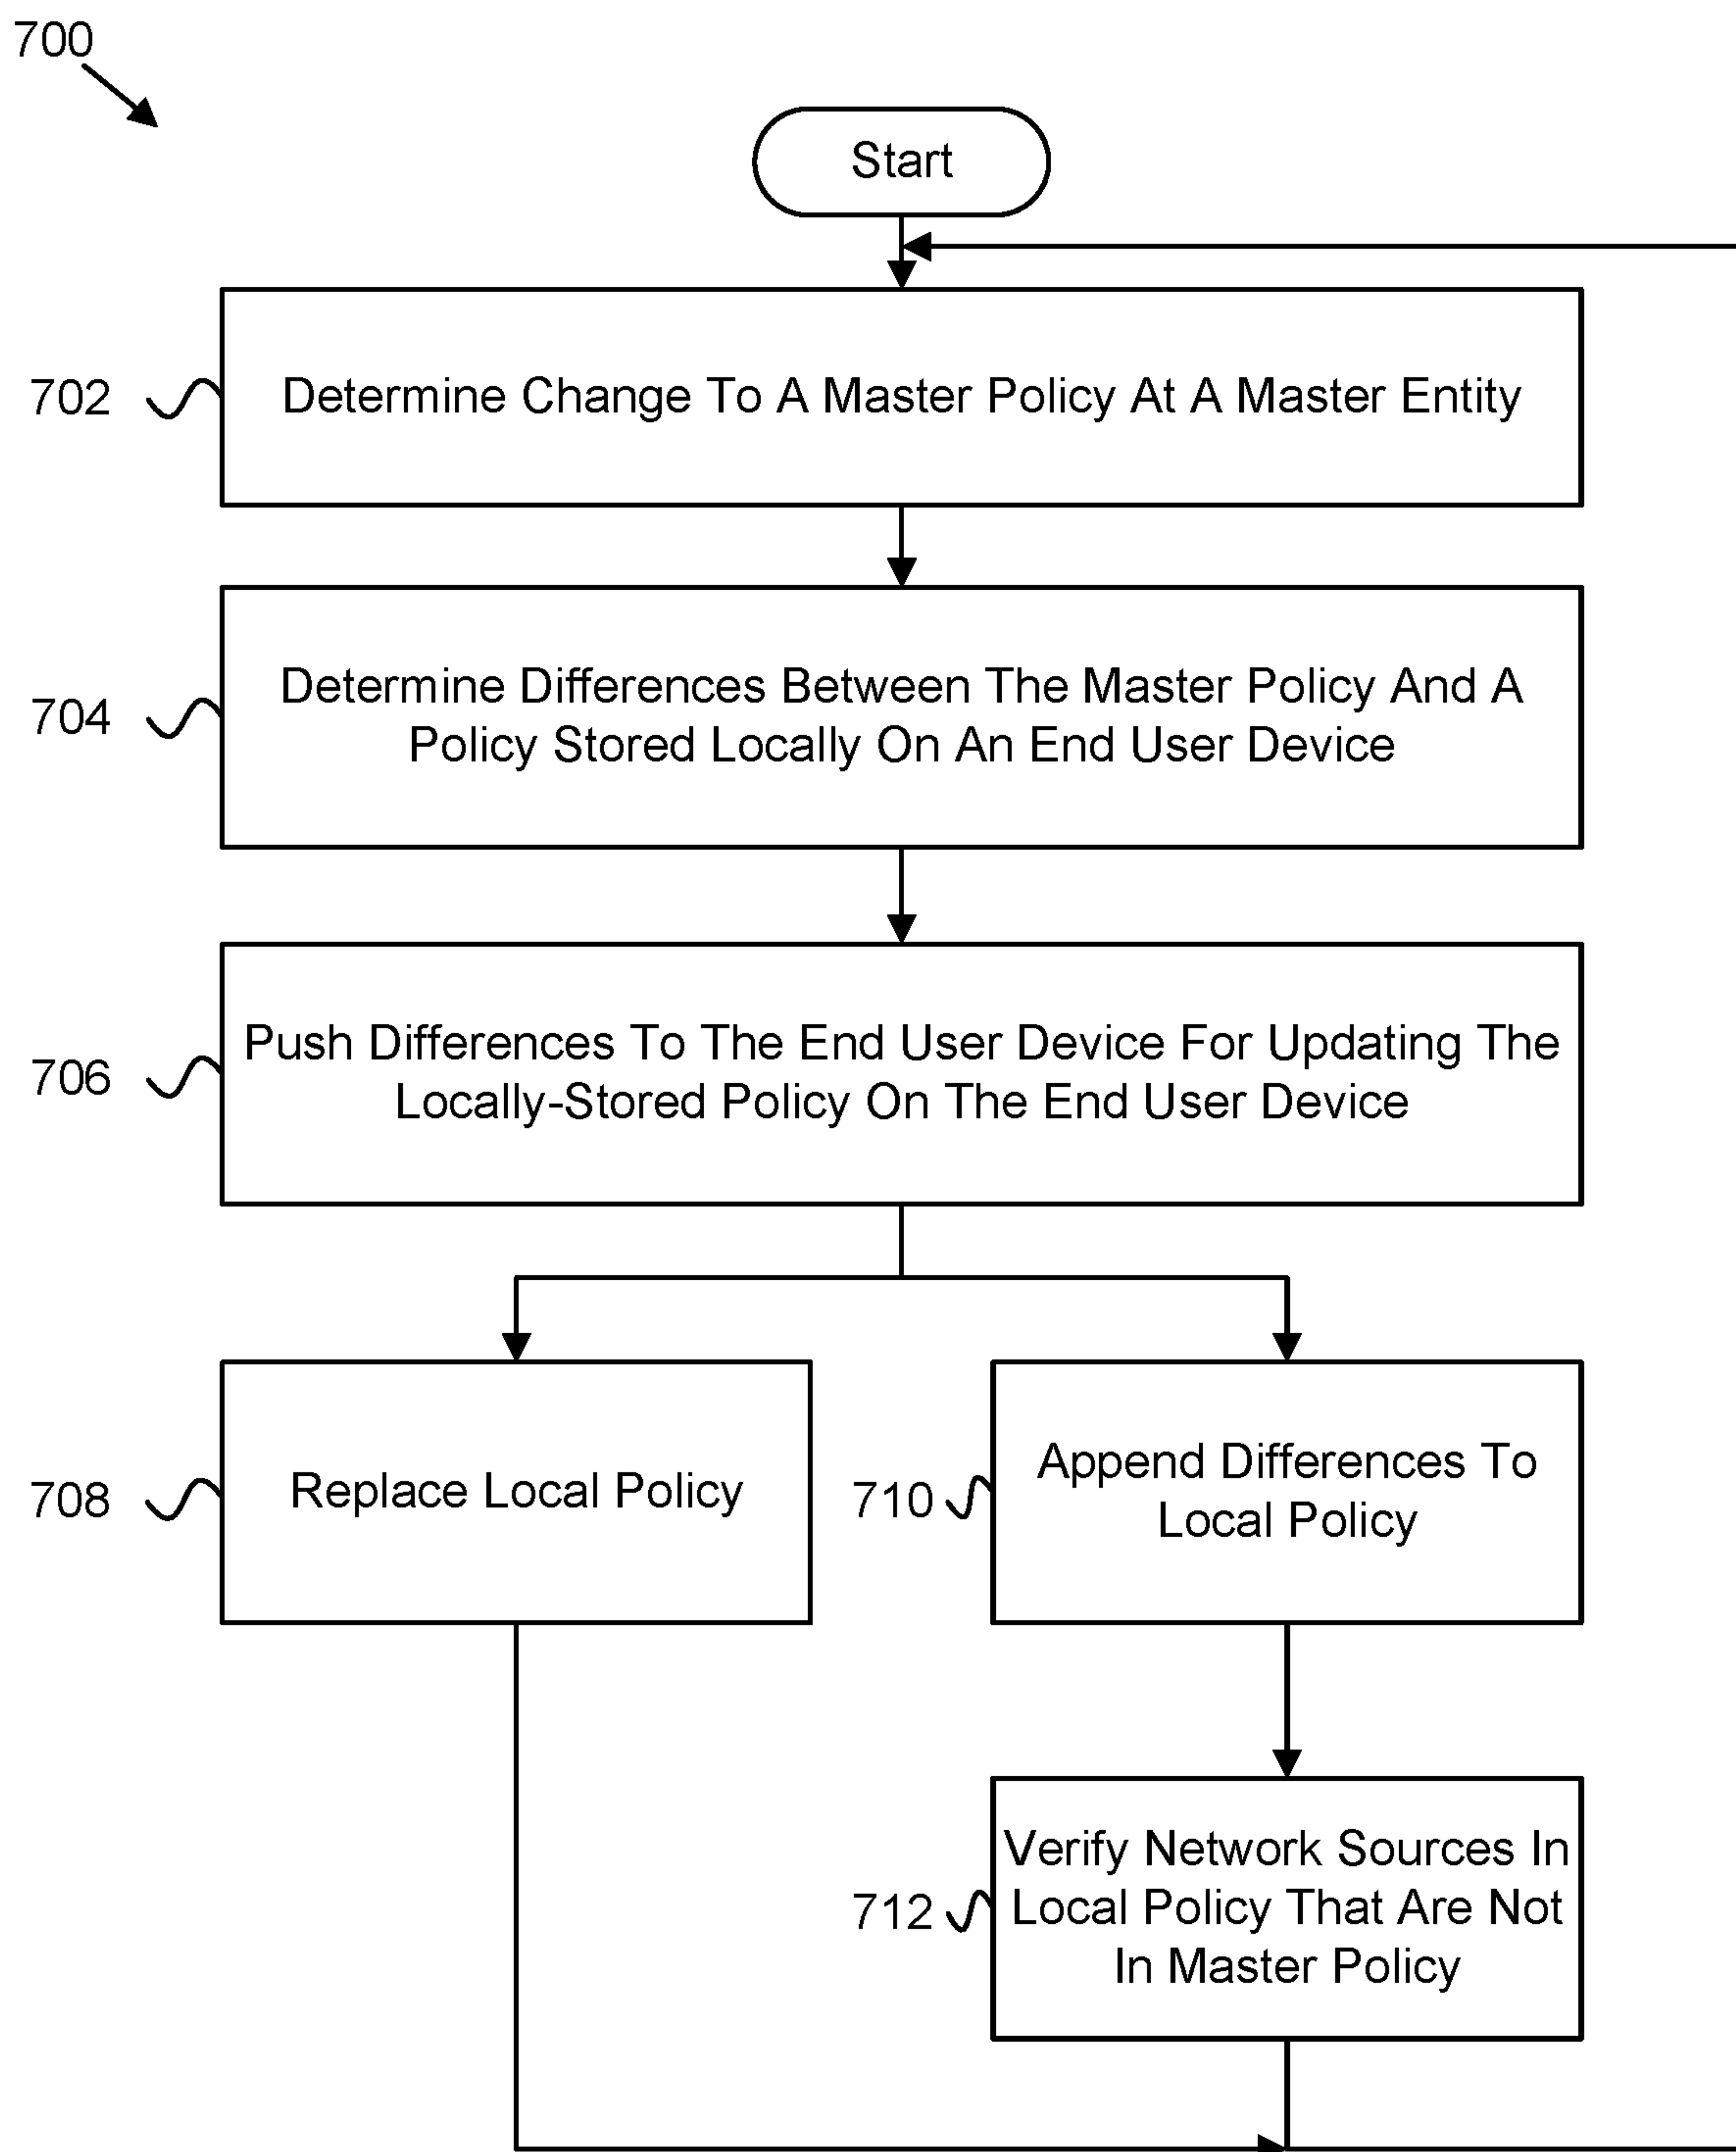 700
Start
702
Determine Change To A Master Policy At A Master Entity
704
Determine Differences Between The Master Policy And A
Policy Stored Locally On An End User Device
706
Push Differences To The End User Device For Updating The
Locally-Stored Policy On The End User Device
708
Replace Local Policy
710
Append Differences To
Local Policy
712
Verify Network Sources In
Local Policy That Are Not
In Master Policy